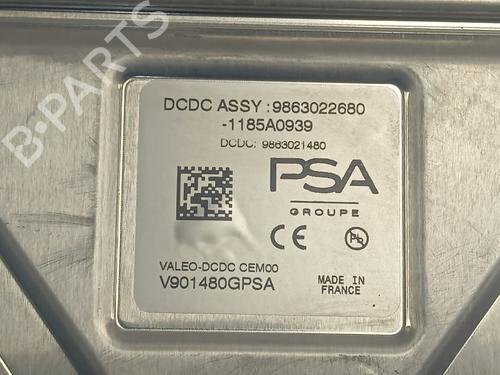 B-PARTS
DCDC ASSY : 9863022680
-1185A0939
DCDC: 9863021480
PSA
GROUPE
CE
Pb
VALEO-DCDC CEM00
V901480GPSA
MADE IN
FRANCE